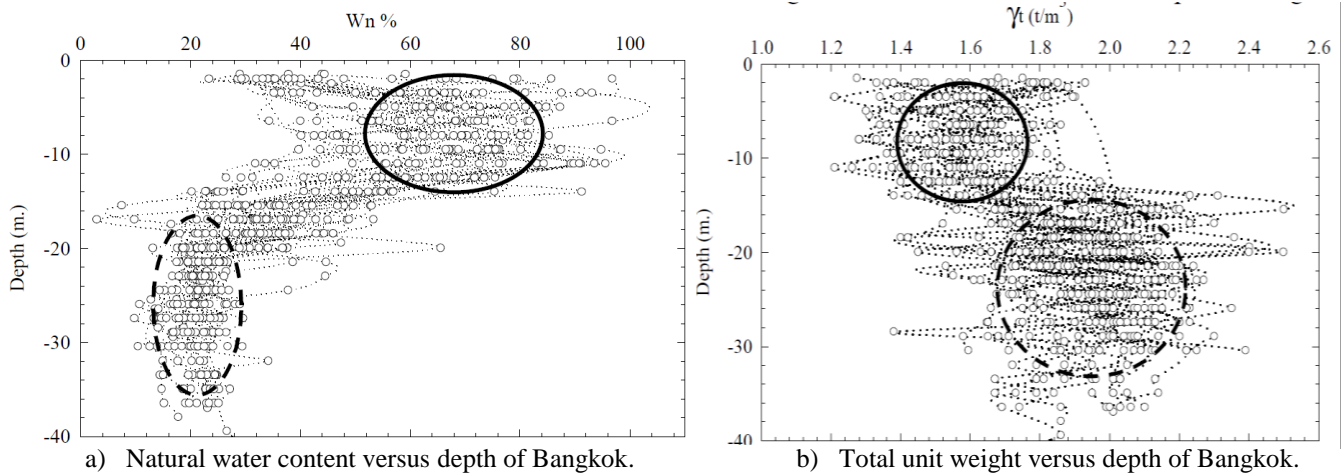 Wn %
0 20 40 60 80 100
0
-10
-20
-30
-40
Depth (m.)
a) Natural water content versus depth of Bangkok.
γt (t/m³)
1.0 1.2 1.4 1.6 1.8 2.0 2.2 2.4 2.6
0
-10
-20
-30
-40
Depth (m.)
b) Total unit weight versus depth of Bangkok.